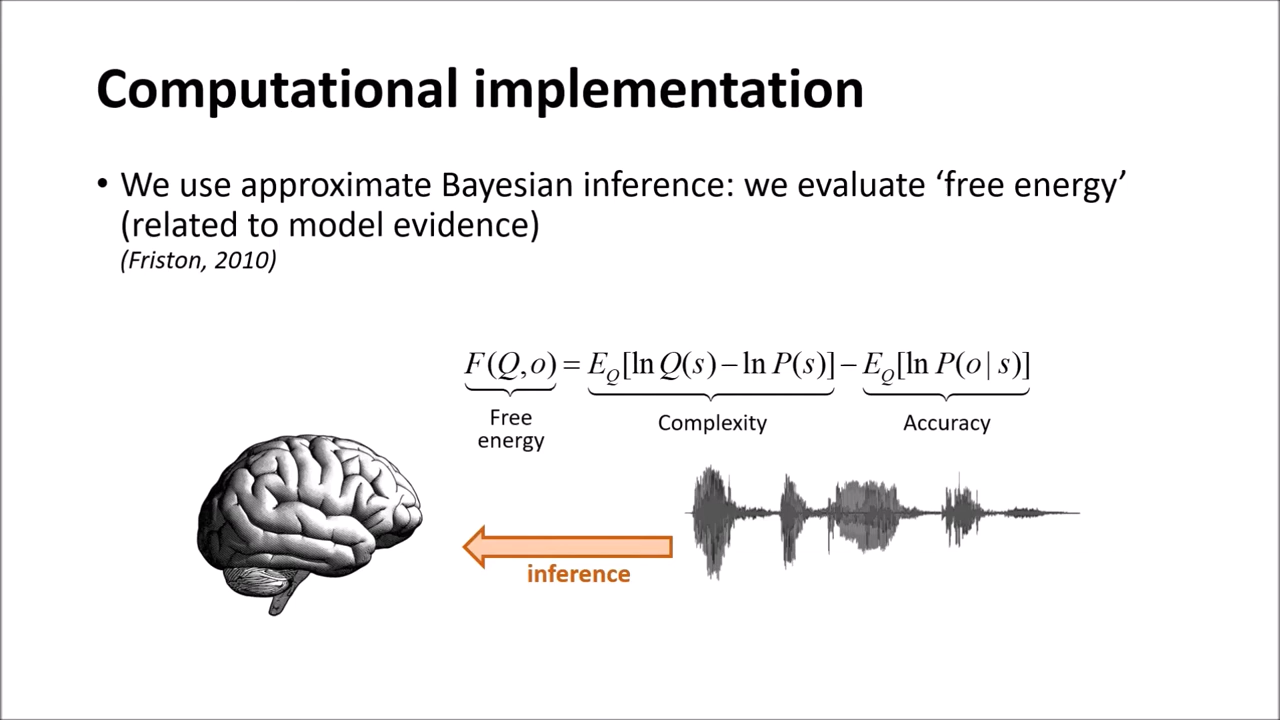 Computational implementation
• We use approximate Bayesian inference: we evaluate ‘free energy’
(related to model evidence)
(Friston, 2010)
F(Q,o) = E_Q[ln Q(s) − ln P(s)] − E_Q[ln P(o | s)]
Free
energy
Complexity
Accuracy
inference